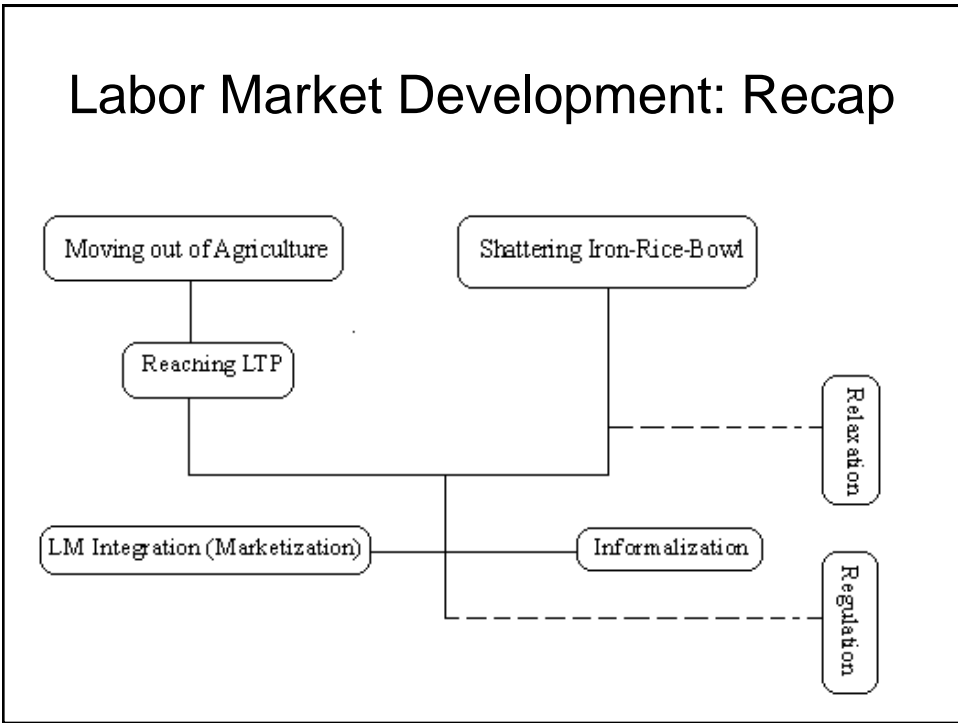 Labor Market Development: Recap
Moving out of Agriculture
Shattering Iron-Rice-Bowl
Reaching LTP
Relaxation
LM Integration (Marketization)
Informalization
Regulation